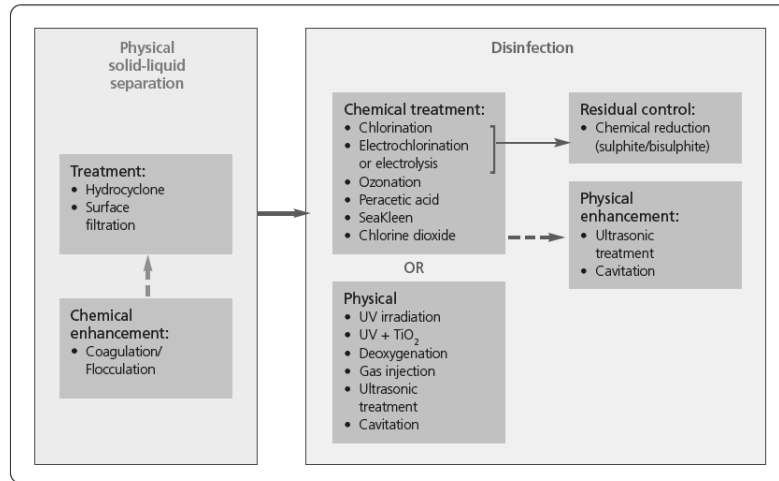 Physical
solid-liquid
separation
Treatment:
• Hydrocyclone
• Surface
filtration
Chemical
enhancement:
• Coagulation/
Flocculation
Disinfection
Chemical treatment:
• Chlorination
• Electrochlorination
or electrolysis
• Ozonation
• Peracetic acid
• SeaKleen
• Chlorine dioxide
OR
Physical
• UV irradiation
• UV + TiO₂
• Deoxygenation
• Gas injection
• Ultrasonic
treatment
• Cavitation
Residual control:
• Chemical reduction
(sulphite/bisulphite)
Physical
enhancement:
• Ultrasonic
treatment
• Cavitation